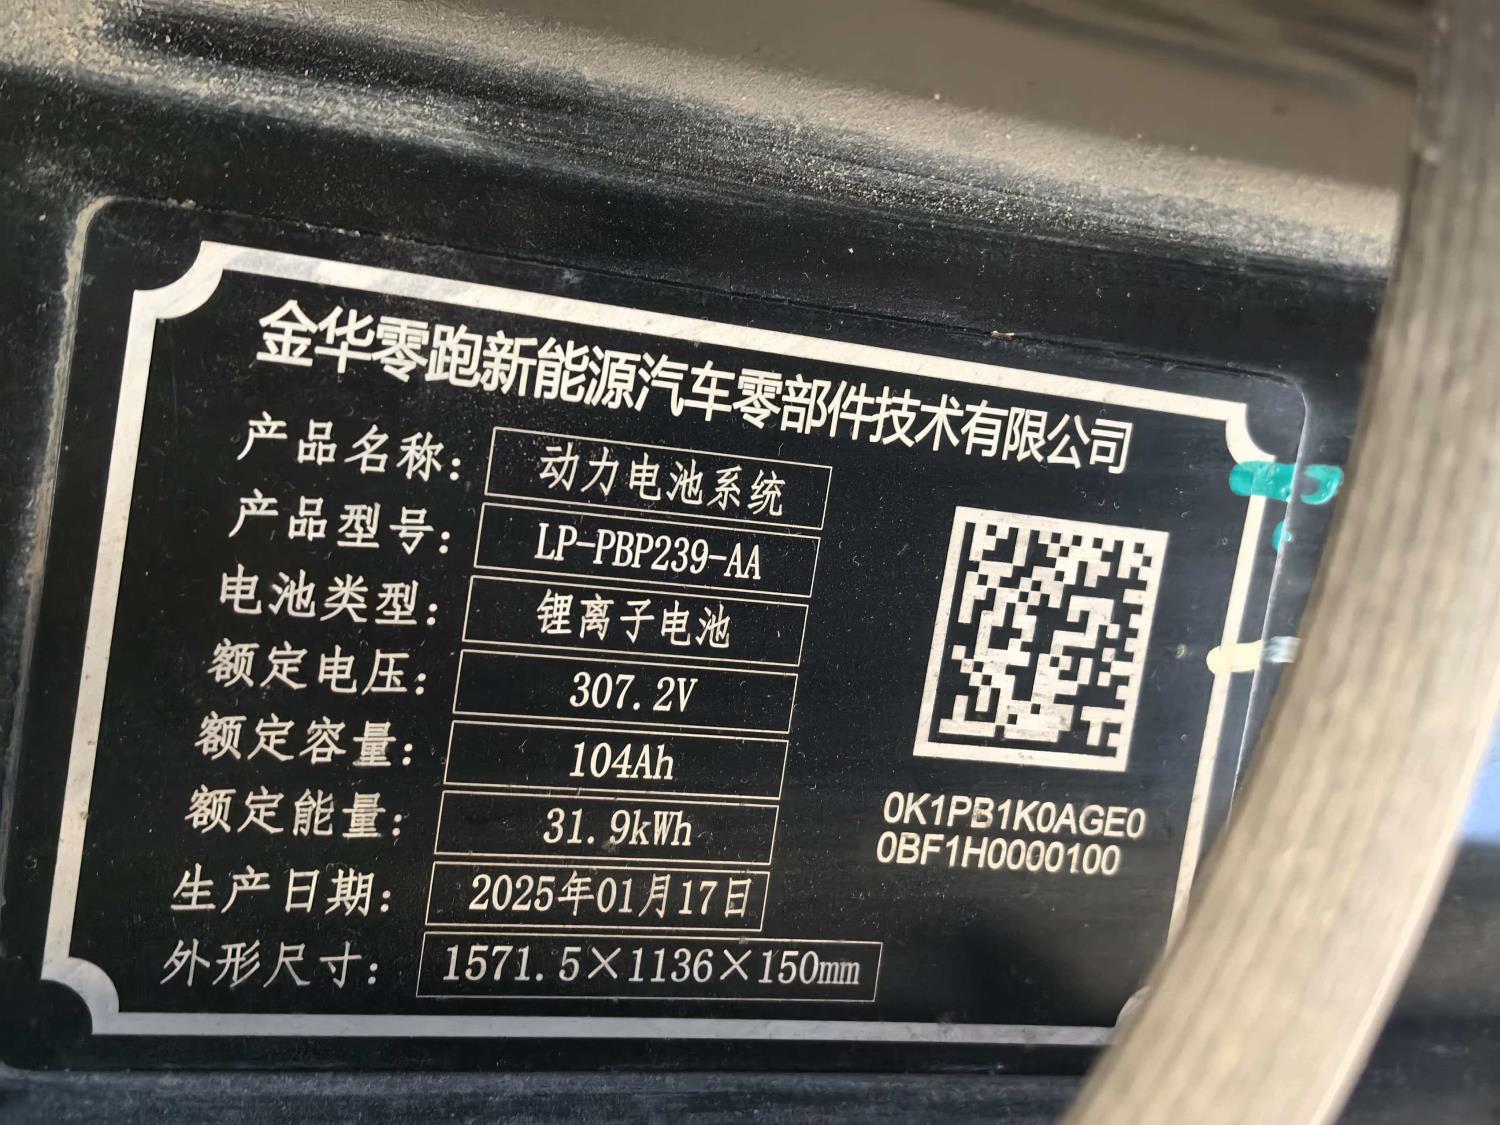 金华零跑新能源汽车零部件技术有限公司
产品名称: 动力电池系统
产品型号: LP-PBP239-AA
电池类型: 锂离子电池
额定电压: 307.2V
额定容量: 104Ah
额定能量: 31.9kWh
生产日期: 2025年01月17日
外形尺寸: 1571.5×1136×150mm
0K1PB1K0AGE0
0BF1H0000100